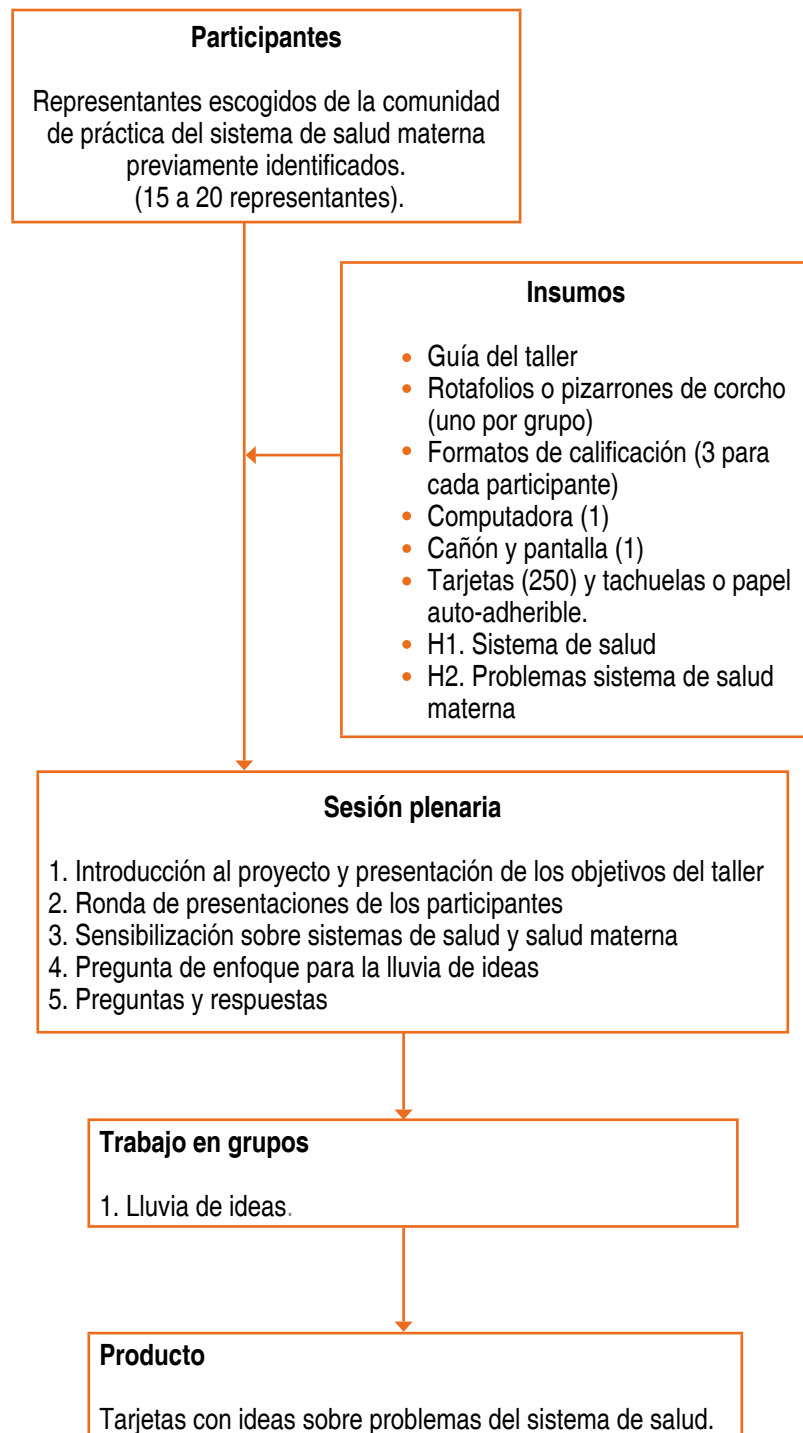 Participantes
Representantes escogidos de la comunidad
de práctica del sistema de salud materna
previamente identificados.
(15 a 20 representantes).
Insumos
• Guía del taller
• Rotafolios o pizarrones de corcho
(uno por grupo)
• Formatos de calificación (3 para
cada participante)
• Computadora (1)
• Cañón y pantalla (1)
• Tarjetas (250) y tachuelas o papel
auto-adherible.
• H1. Sistema de salud
• H2. Problemas sistema de salud
materna
Sesión plenaria
1. Introducción al proyecto y presentación de los objetivos del taller
2. Ronda de presentaciones de los participantes
3. Sensibilización sobre sistemas de salud y salud materna
4. Pregunta de enfoque para la lluvia de ideas
5. Preguntas y respuestas
Trabajo en grupos
1. Lluvia de ideas.
Producto
Tarjetas con ideas sobre problemas del sistema de salud.